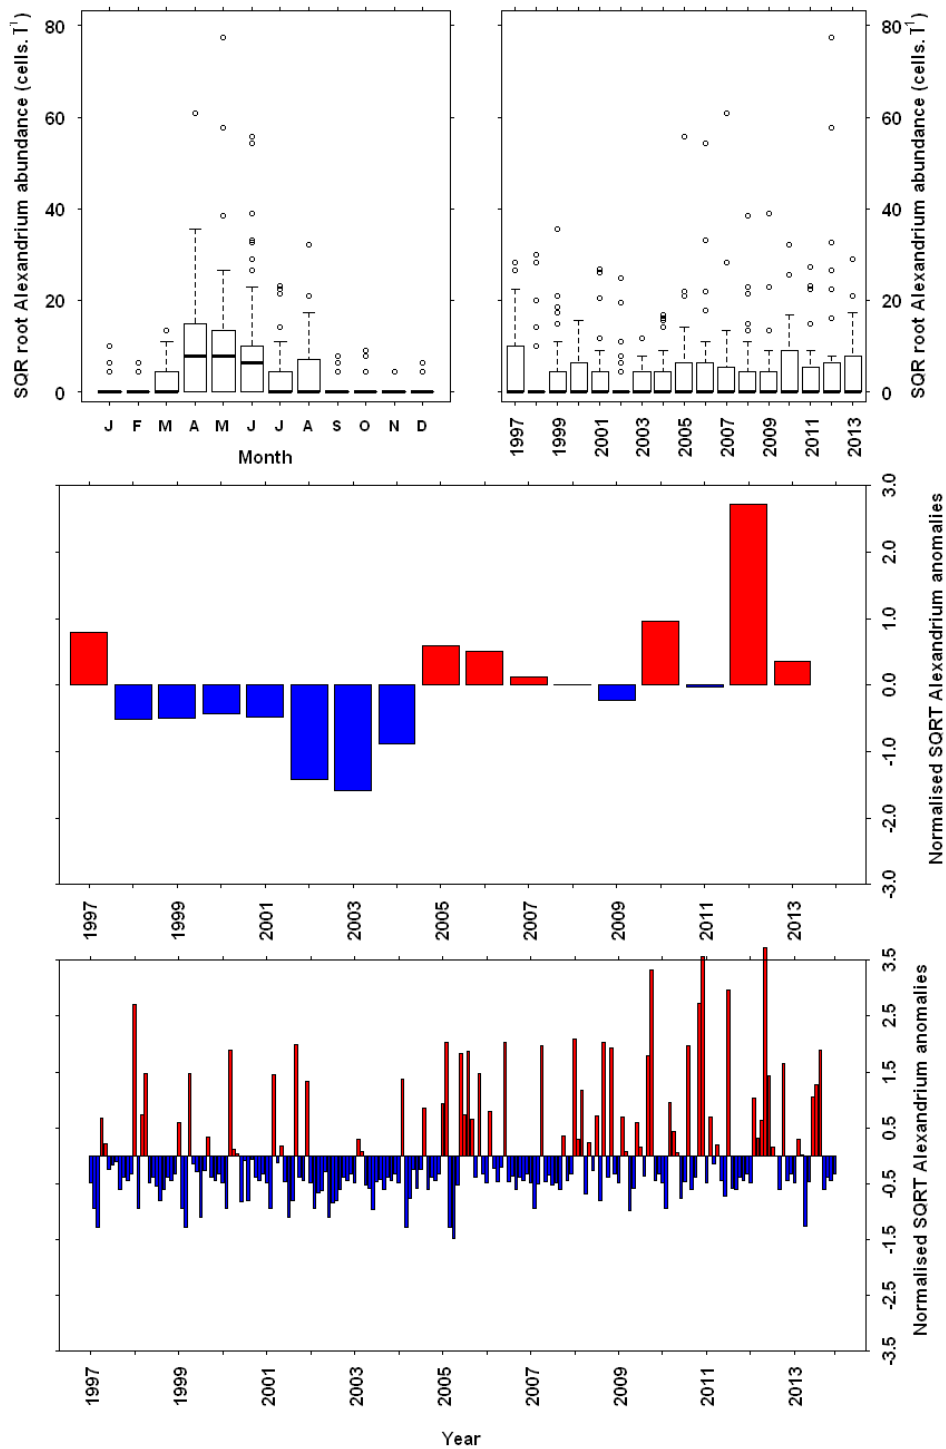 SQR root Alexandrium abundance (cells. l⁻¹)
80
60
40
20
0
J F M A M J J A S O N D
Month
80
60
40
20
0
SQR root Alexandrium abundance (cells. l⁻¹)
1997 1999 2001 2003 2005 2007 2009 2011 2013
3.0
2.0
1.0
0.0
-1.0
-2.0
-3.0
Normalised SQRT Alexandrium anomalies
1997 1999 2001 2003 2005 2007 2009 2011 2013
3.5
2.5
1.5
0.5
-0.5
-1.5
-2.5
-3.5
Normalised SQRT Alexandrium anomalies
1997 1999 2001 2003 2005 2007 2009 2011 2013
Year